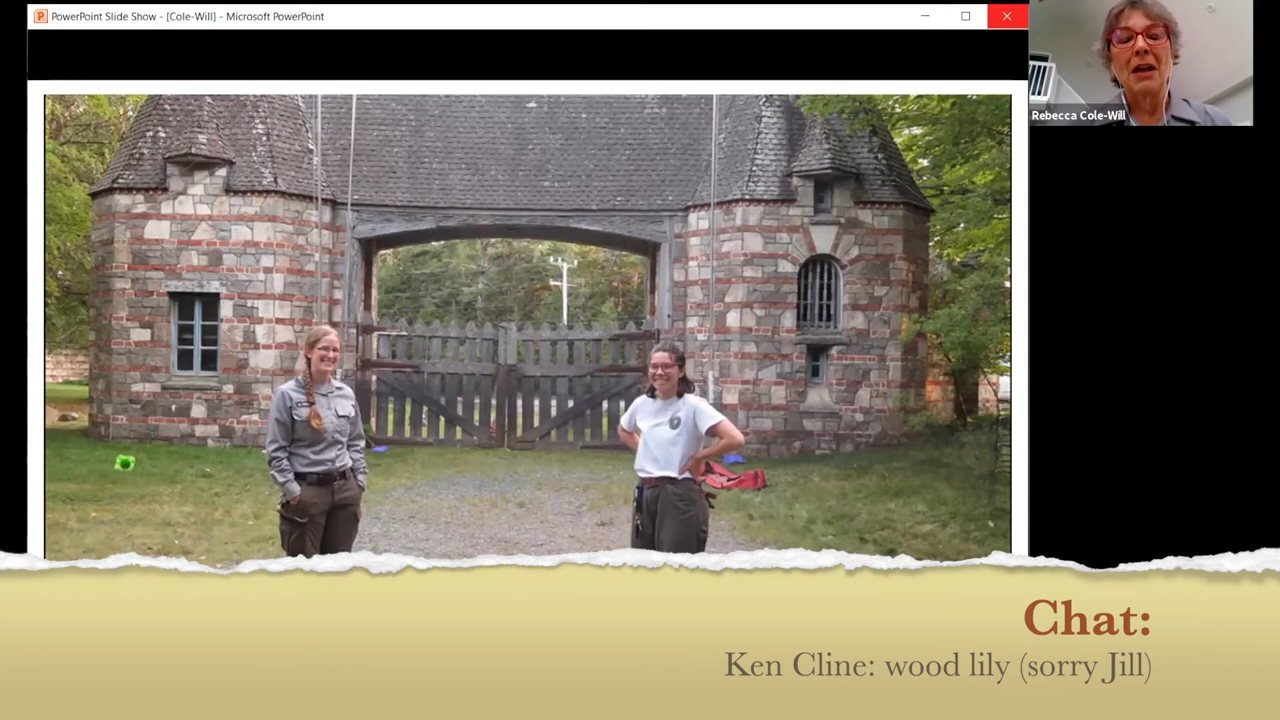 PowerPoint Slide Show - [Cole-Will] - Microsoft PowerPoint
Rebecca Cole-Will
Chat:
Ken Cline: wood lily (sorry Jill)